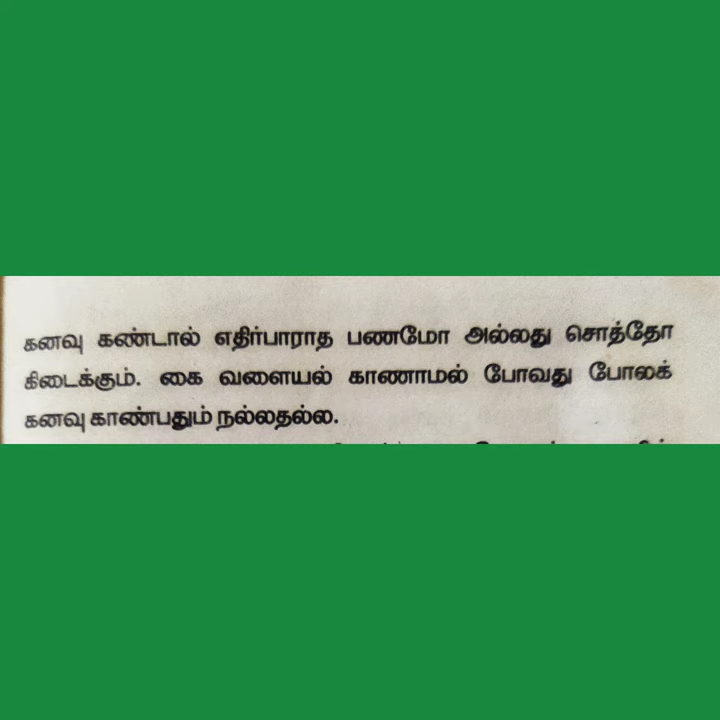 கனவு கண்டால் எதிர்பாராத பணமோ அல்லது சொத்தோ
கிடைக்கும். கை வளையல் காணாமல் போவது போலக்
கனவு காண்பதும் நல்லதல்ல.